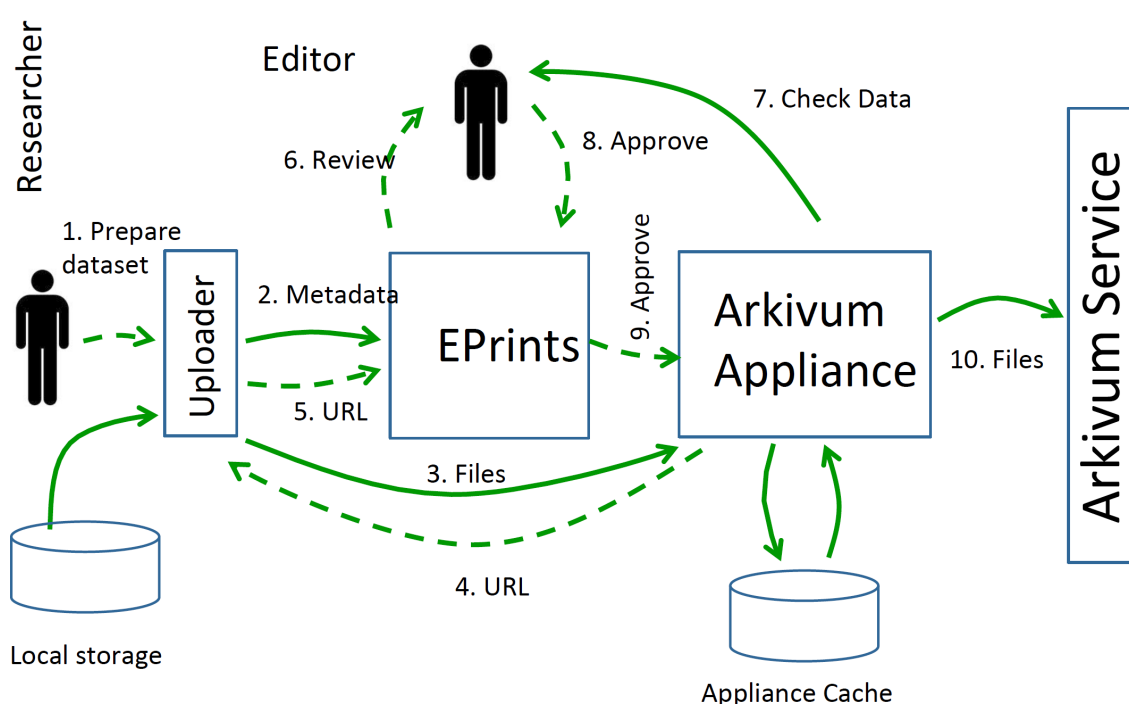 Researcher
Editor
7. Check Data
6. Review
8. Approve
1. Prepare
dataset
Uploader
2. Metadata
EPrints
5. URL
9. Approve
Arkivum
Appliance
10. Files
Arkivum Service
3. Files
4. URL
Local storage
Appliance Cache